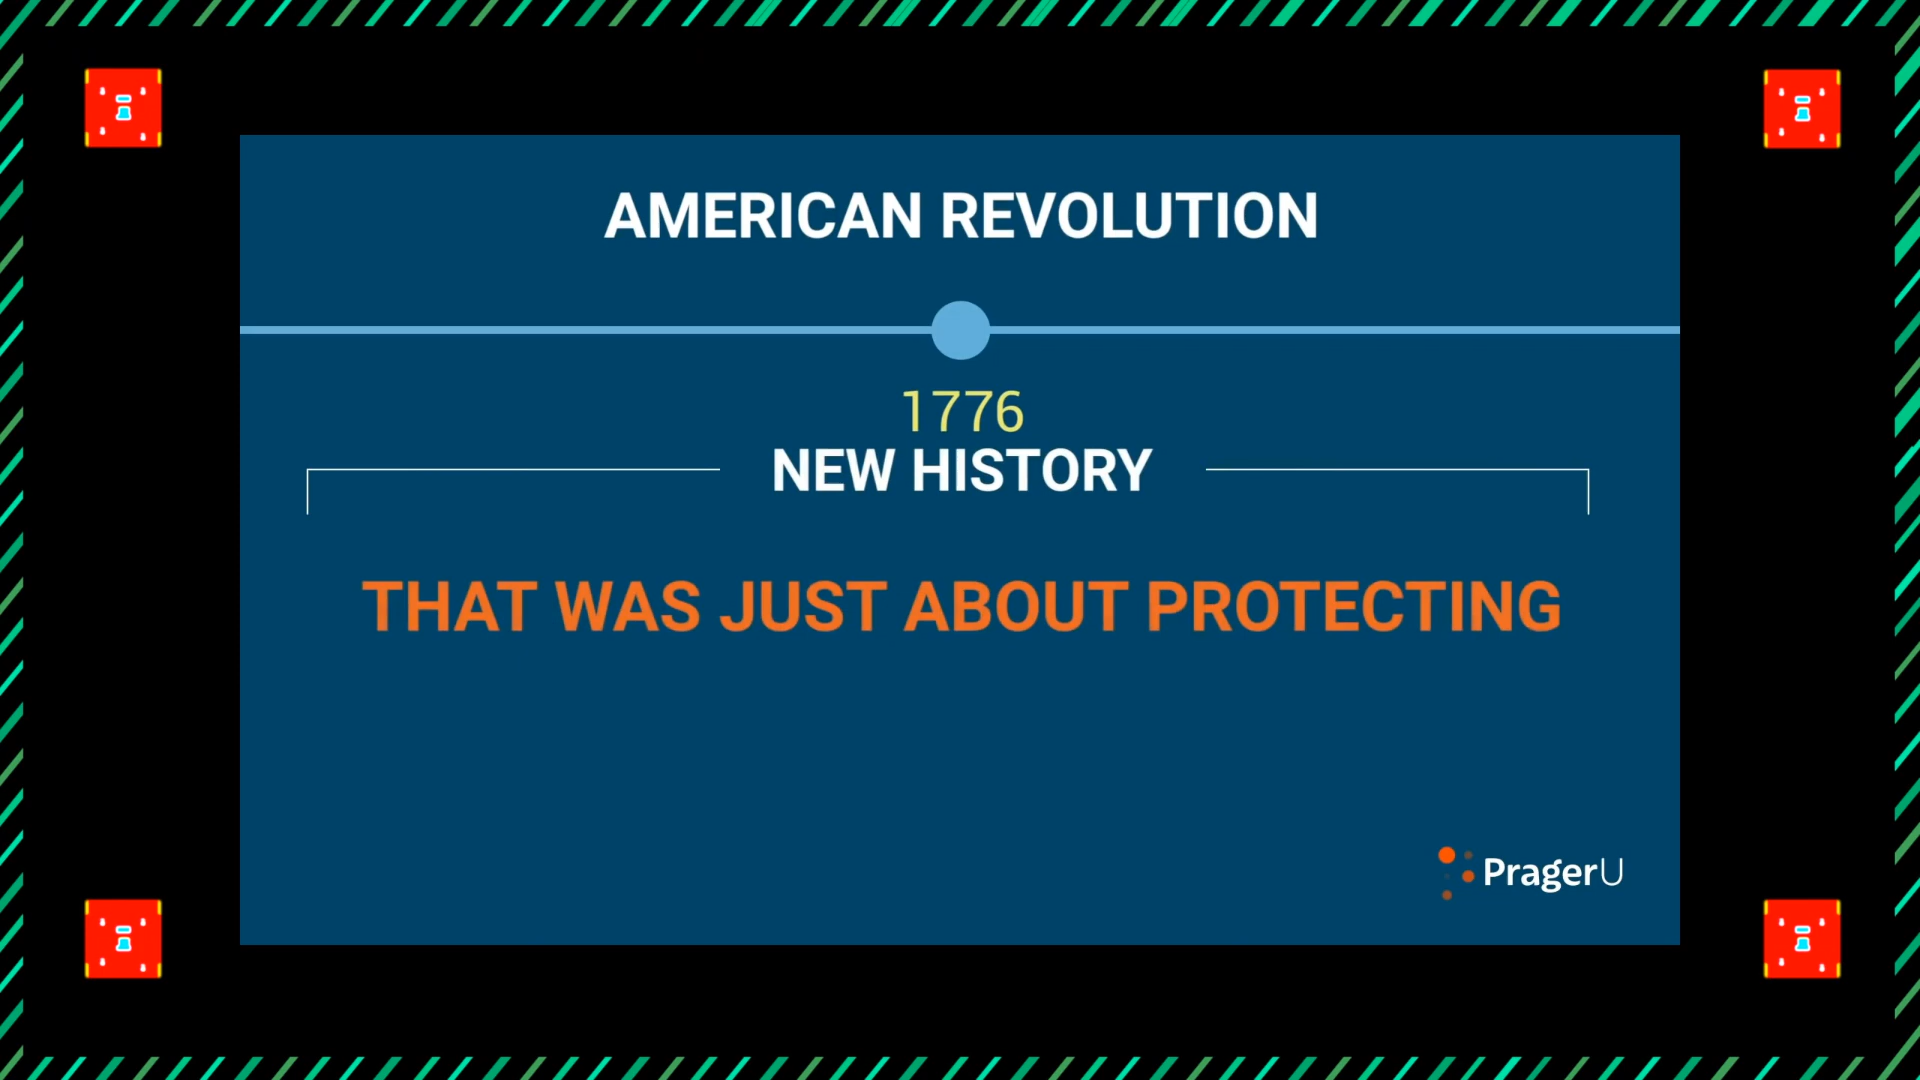 AMERICAN REVOLUTION
1776
NEW HISTORY
THAT WAS JUST ABOUT PROTECTING
PragerU